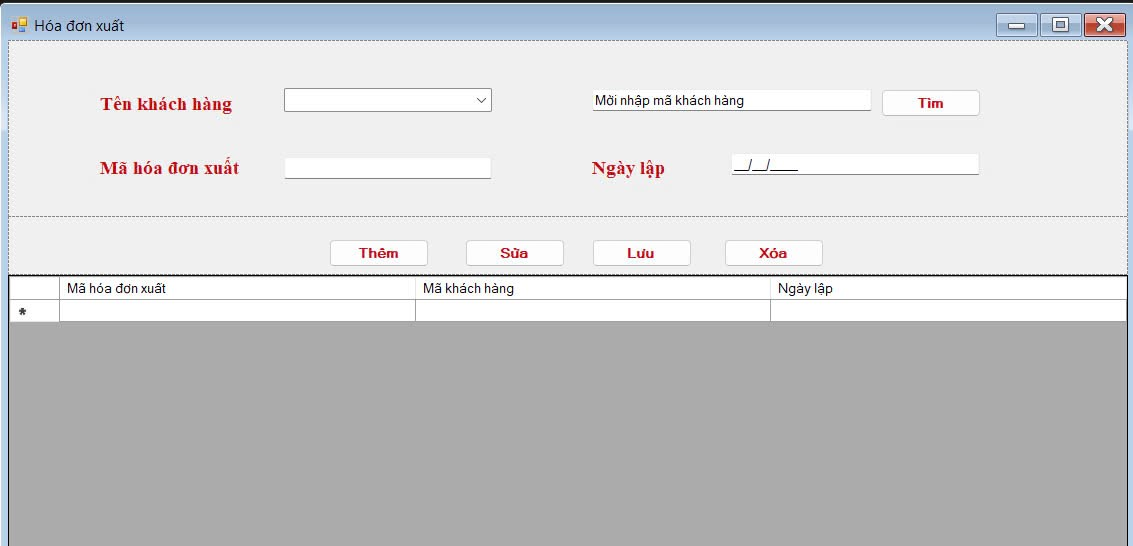 Hóa đơn xuất
Tên khách hàng
Mời nhập mã khách hàng
Tìm
Mã hóa đơn xuất
Ngày lập
__/__/____
Thêm
Sửa
Lưu
Xóa
Mã hóa đơn xuất
Mã khách hàng
Ngày lập
*